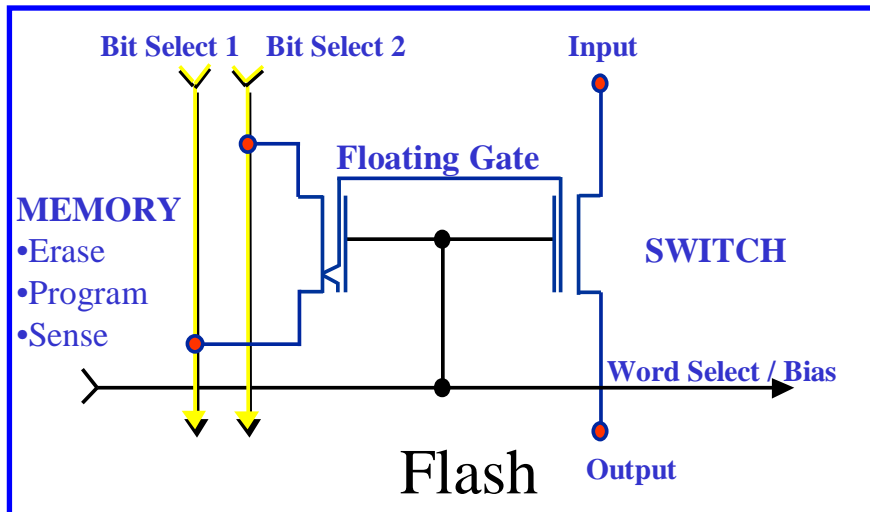 Bit Select 1
Bit Select 2
Input
Floating Gate
MEMORY
•Erase
•Program
•Sense
SWITCH
Word Select / Bias
Output
Flash